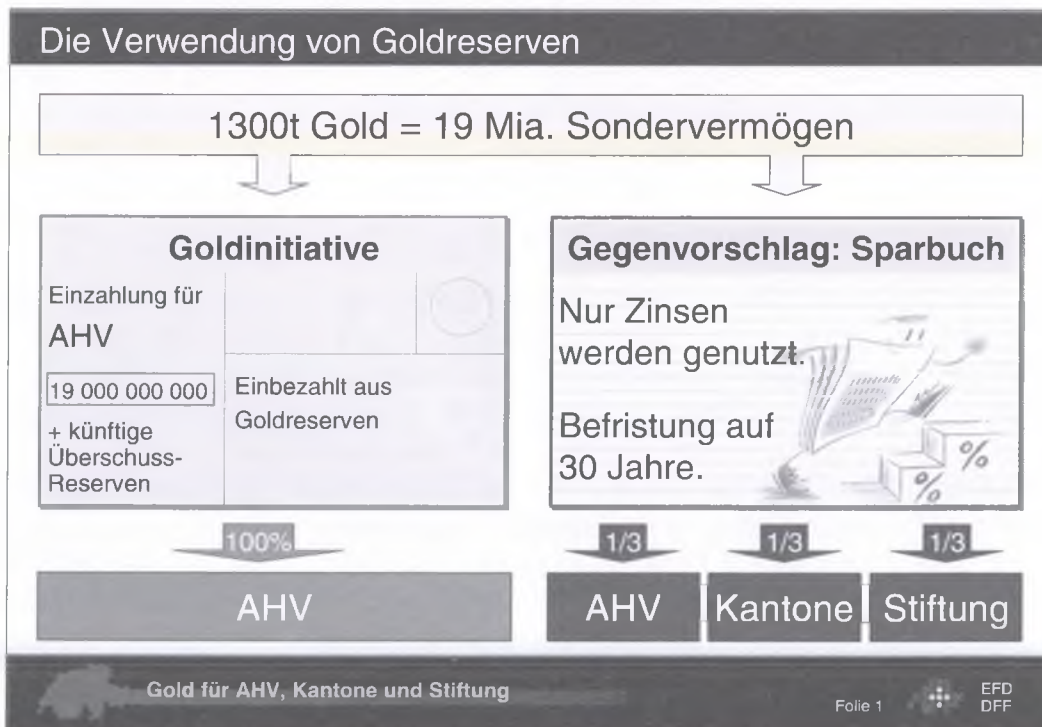 Die Verwendung von Goldreserven
1300t Gold = 19 Mia. Sondervermögen
Goldinitiative
Einzahlung für
AHV
19 000 000 000
+ künftige
Überschuss-
Reserven
Einbezahlt aus
Goldreserven
100%
AHV
Gegenvorschlag: Sparbuch
Nur Zinsen
werden genutzt.
Befristung auf
30 Jahre.
%
%
1/3
1/3
1/3
AHV
Kantone
Stiftung
Gold für AHV, Kantone und Stiftung
Folie 1
EFD
DFF